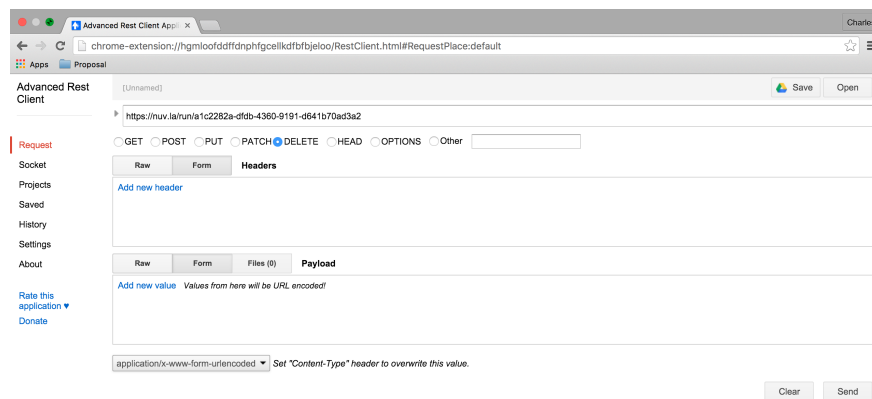 Advanced Rest Client Appli
Charles
chrome-extension://hgmloofddffdnphfgcellkdfbfbjeloo/RestClient.html#RequestPlace:default
Apps Proposal
Advanced Rest
Client
[Unnamed]
Save Open
https://nuv.la/run/a1c2282a-dfdb-4360-9191-d641b70ad3a2
Request
GET POST PUT PATCH DELETE HEAD OPTIONS Other
Socket
Raw Form Headers
Projects
Add new header
Saved
History
Settings
About
Raw Form Files (0) Payload
Add new value Values from here will be URL encoded!
Rate this
application ♥
Donate
application/x-www-form-urlencoded Set "Content-Type" header to overwrite this value.
Clear Send